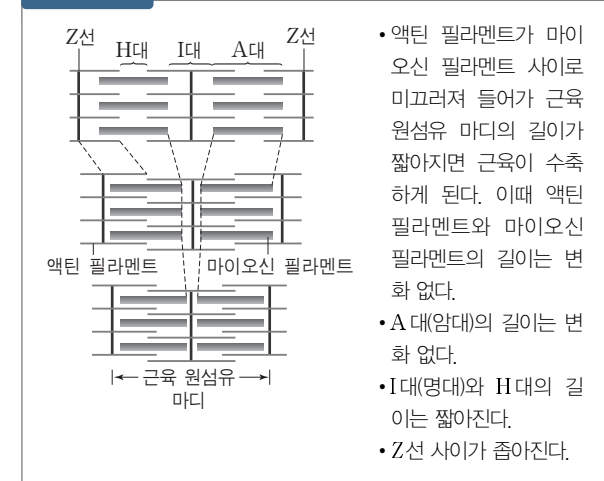 Z선
H대
I대
A대
Z선
액틴 필라멘트
마이오신 필라멘트
근육 원섬유
마디
• 액틴 필라멘트가 마이
오신 필라멘트 사이로
미끄러져 들어가 근육
원섬유 마디의 길이가
짧아지면 근육이 수축
하게 된다. 이때 액틴
필라멘트와 마이오신
필라멘트의 길이는 변
화 없다.
• A대(암대)의 길이는 변
화 없다.
• I대(명대)와 H대의 길
이는 짧아진다.
• Z선 사이가 좁아진다.